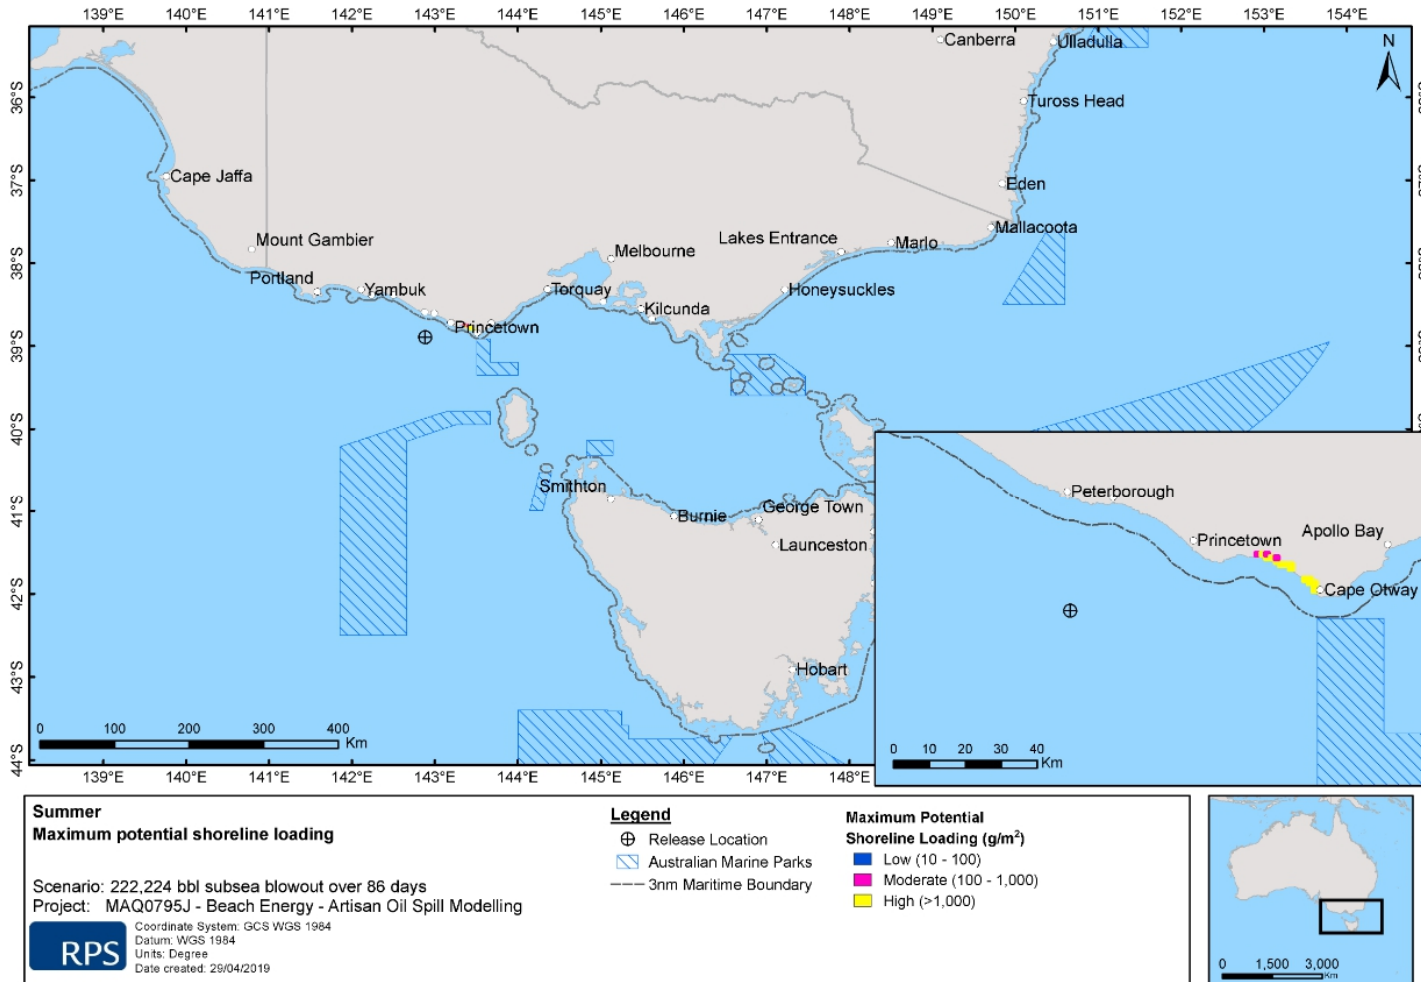 139°E 140°E 141°E 142°E 143°E 144°E 145°E 146°E 147°E 148°E 149°E 150°E 151°E 152°E 153°E 154°E
36°S
37°S
38°S
39°S
40°S
41°S
42°S
43°S
44°S
N
Canberra
Ulladulla
Tuross Head
Cape Jaffa
Eden
Mount Gambier
Melbourne
Lakes Entrance
Marlo
Mallacoota
Portland
Yambuk
Torquay
Kilcunda
Honeysuckles
Princetown
Smithton
Burnie
George Town
Launceston
Hobart
0 100 200 300 400
Km
Peterborough
Princetown
Apollo Bay
Cape Otway
0 10 20 30 40
Km
139°E 140°E 141°E 142°E 143°E 144°E 145°E 146°E 147°E 148°E
Summer
Maximum potential shoreline loading
Scenario: 222,224 bbl subsea blowout over 86 days
Project: MAQ0795J - Beach Energy - Artisan Oil Spill Modelling
RPS
Coordinate System: GCS WGS 1984
Datum: WGS 1984
Units: Degree
Date created: 29/04/2019
Legend
Release Location
Australian Marine Parks
3nm Maritime Boundary
Maximum Potential
Shoreline Loading (g/m²)
Low (10 - 100)
Moderate (100 - 1,000)
High (>1,000)
0 1,500 3,000
Km